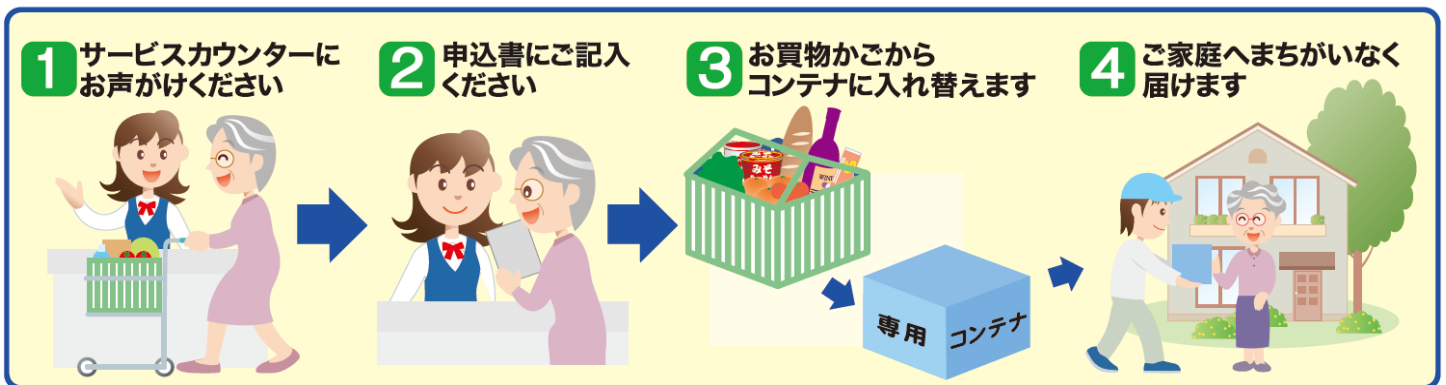 1 サービスカウンターに
お声がけください
2 申込書にご記入
ください
3 お買物かごから
コンテナに入れ替えます
4 ご家庭へまちがいなく
届けます
みそ
WINE
専用 コンテナ